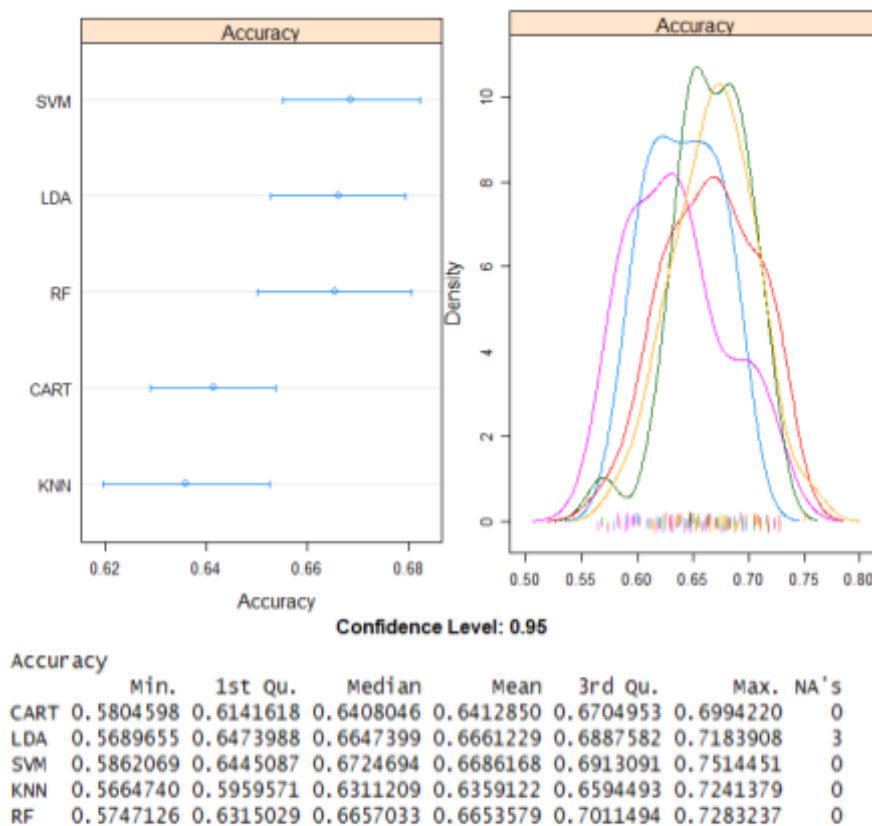 Accuracy
SVM
LDA
RF
CART
KNN
0.62 0.64 0.66 0.68
Accuracy
Accuracy
Density
10
8
6
4
2
0
0.50 0.55 0.60 0.65 0.70 0.75 0.80
Confidence Level: 0.95
Accuracy
Min. 1st Qu. Median Mean 3rd Qu. Max. NA's
CART 0.5804598 0.6141618 0.6408046 0.6412850 0.6704953 0.6994220 0
LDA 0.5689655 0.6473988 0.6647399 0.6661229 0.6887582 0.7183908 3
SVM 0.5862069 0.6445087 0.6724694 0.6686168 0.6913091 0.7514451 0
KNN 0.5664740 0.5959571 0.6311209 0.6359122 0.6594493 0.7241379 0
RF 0.5747126 0.6315029 0.6657033 0.6653579 0.7011494 0.7283237 0